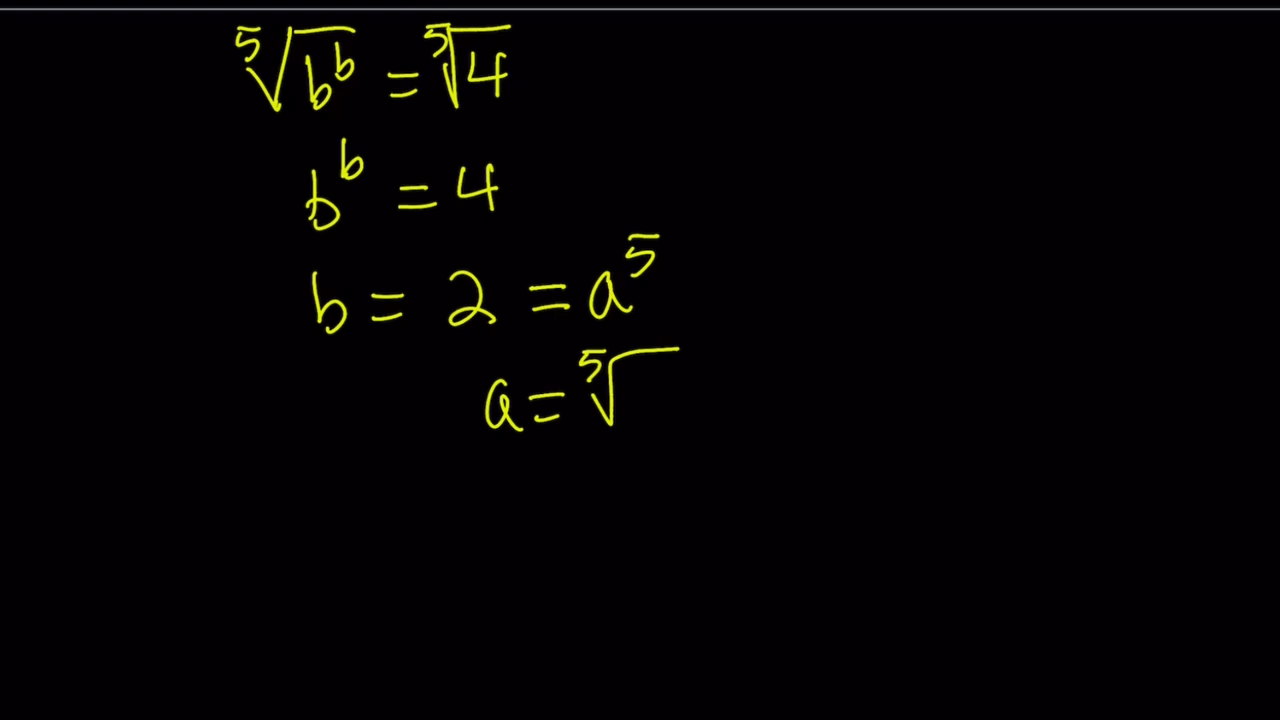 ⁵√(b^b) = ⁵√4
b^b = 4
b = 2 = a⁵
a = ⁵√